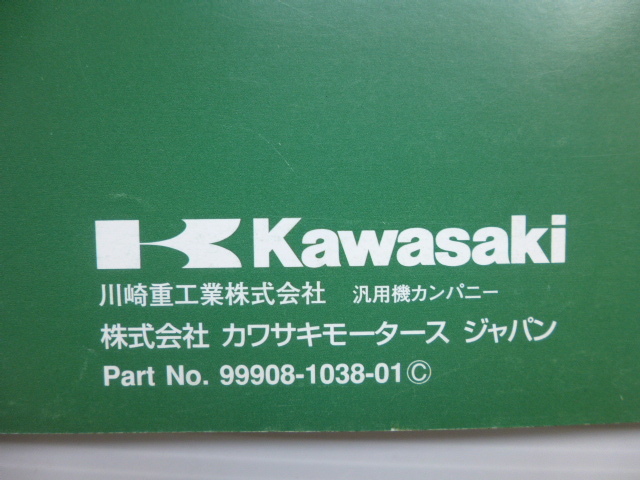 Kawasaki
川崎重工業株式会社 汎用機カンパニー
株式会社 カワサキモータース ジャパン
Part No. 99908-1038-01Ⓒ